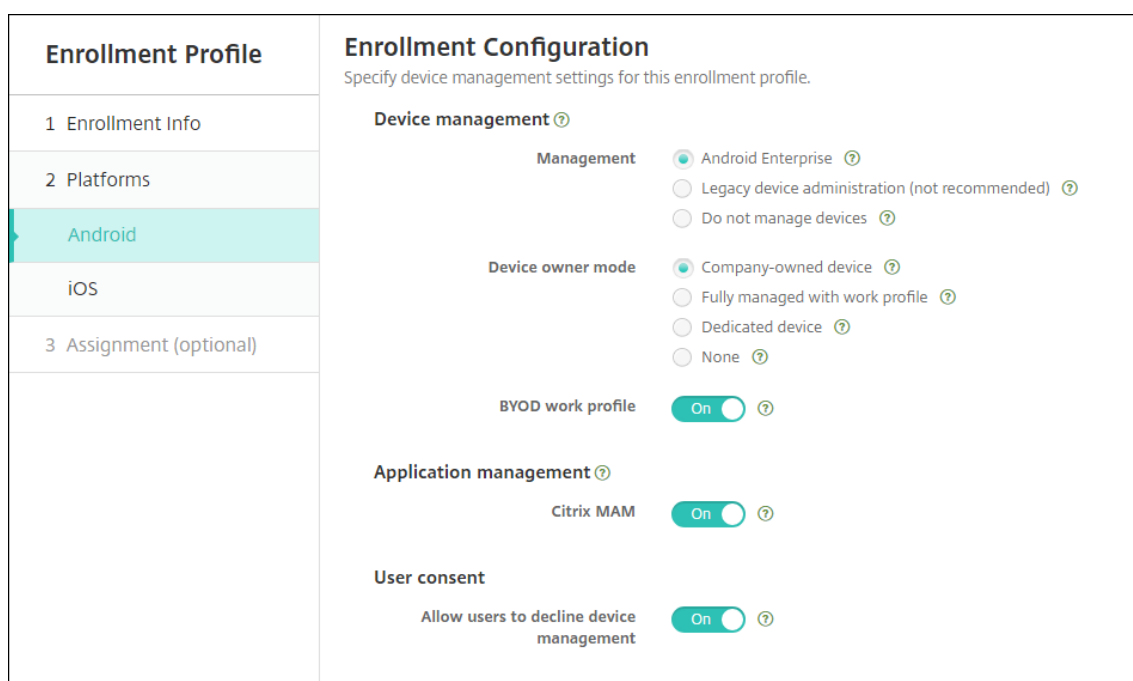 Enrollment Profile
1 Enrollment Info
2 Platforms
Android
iOS
3 Assignment (optional)
Enrollment Configuration
Specify device management settings for this enrollment profile.
Device management ?
Management
Android Enterprise ?
Legacy device administration (not recommended) ?
Do not manage devices ?
Device owner mode
Company-owned device ?
Fully managed with work profile ?
Dedicated device ?
None ?
BYOD work profile
On ?
Application management ?
Citrix MAM
On ?
User consent
Allow users to decline device
management
On ?